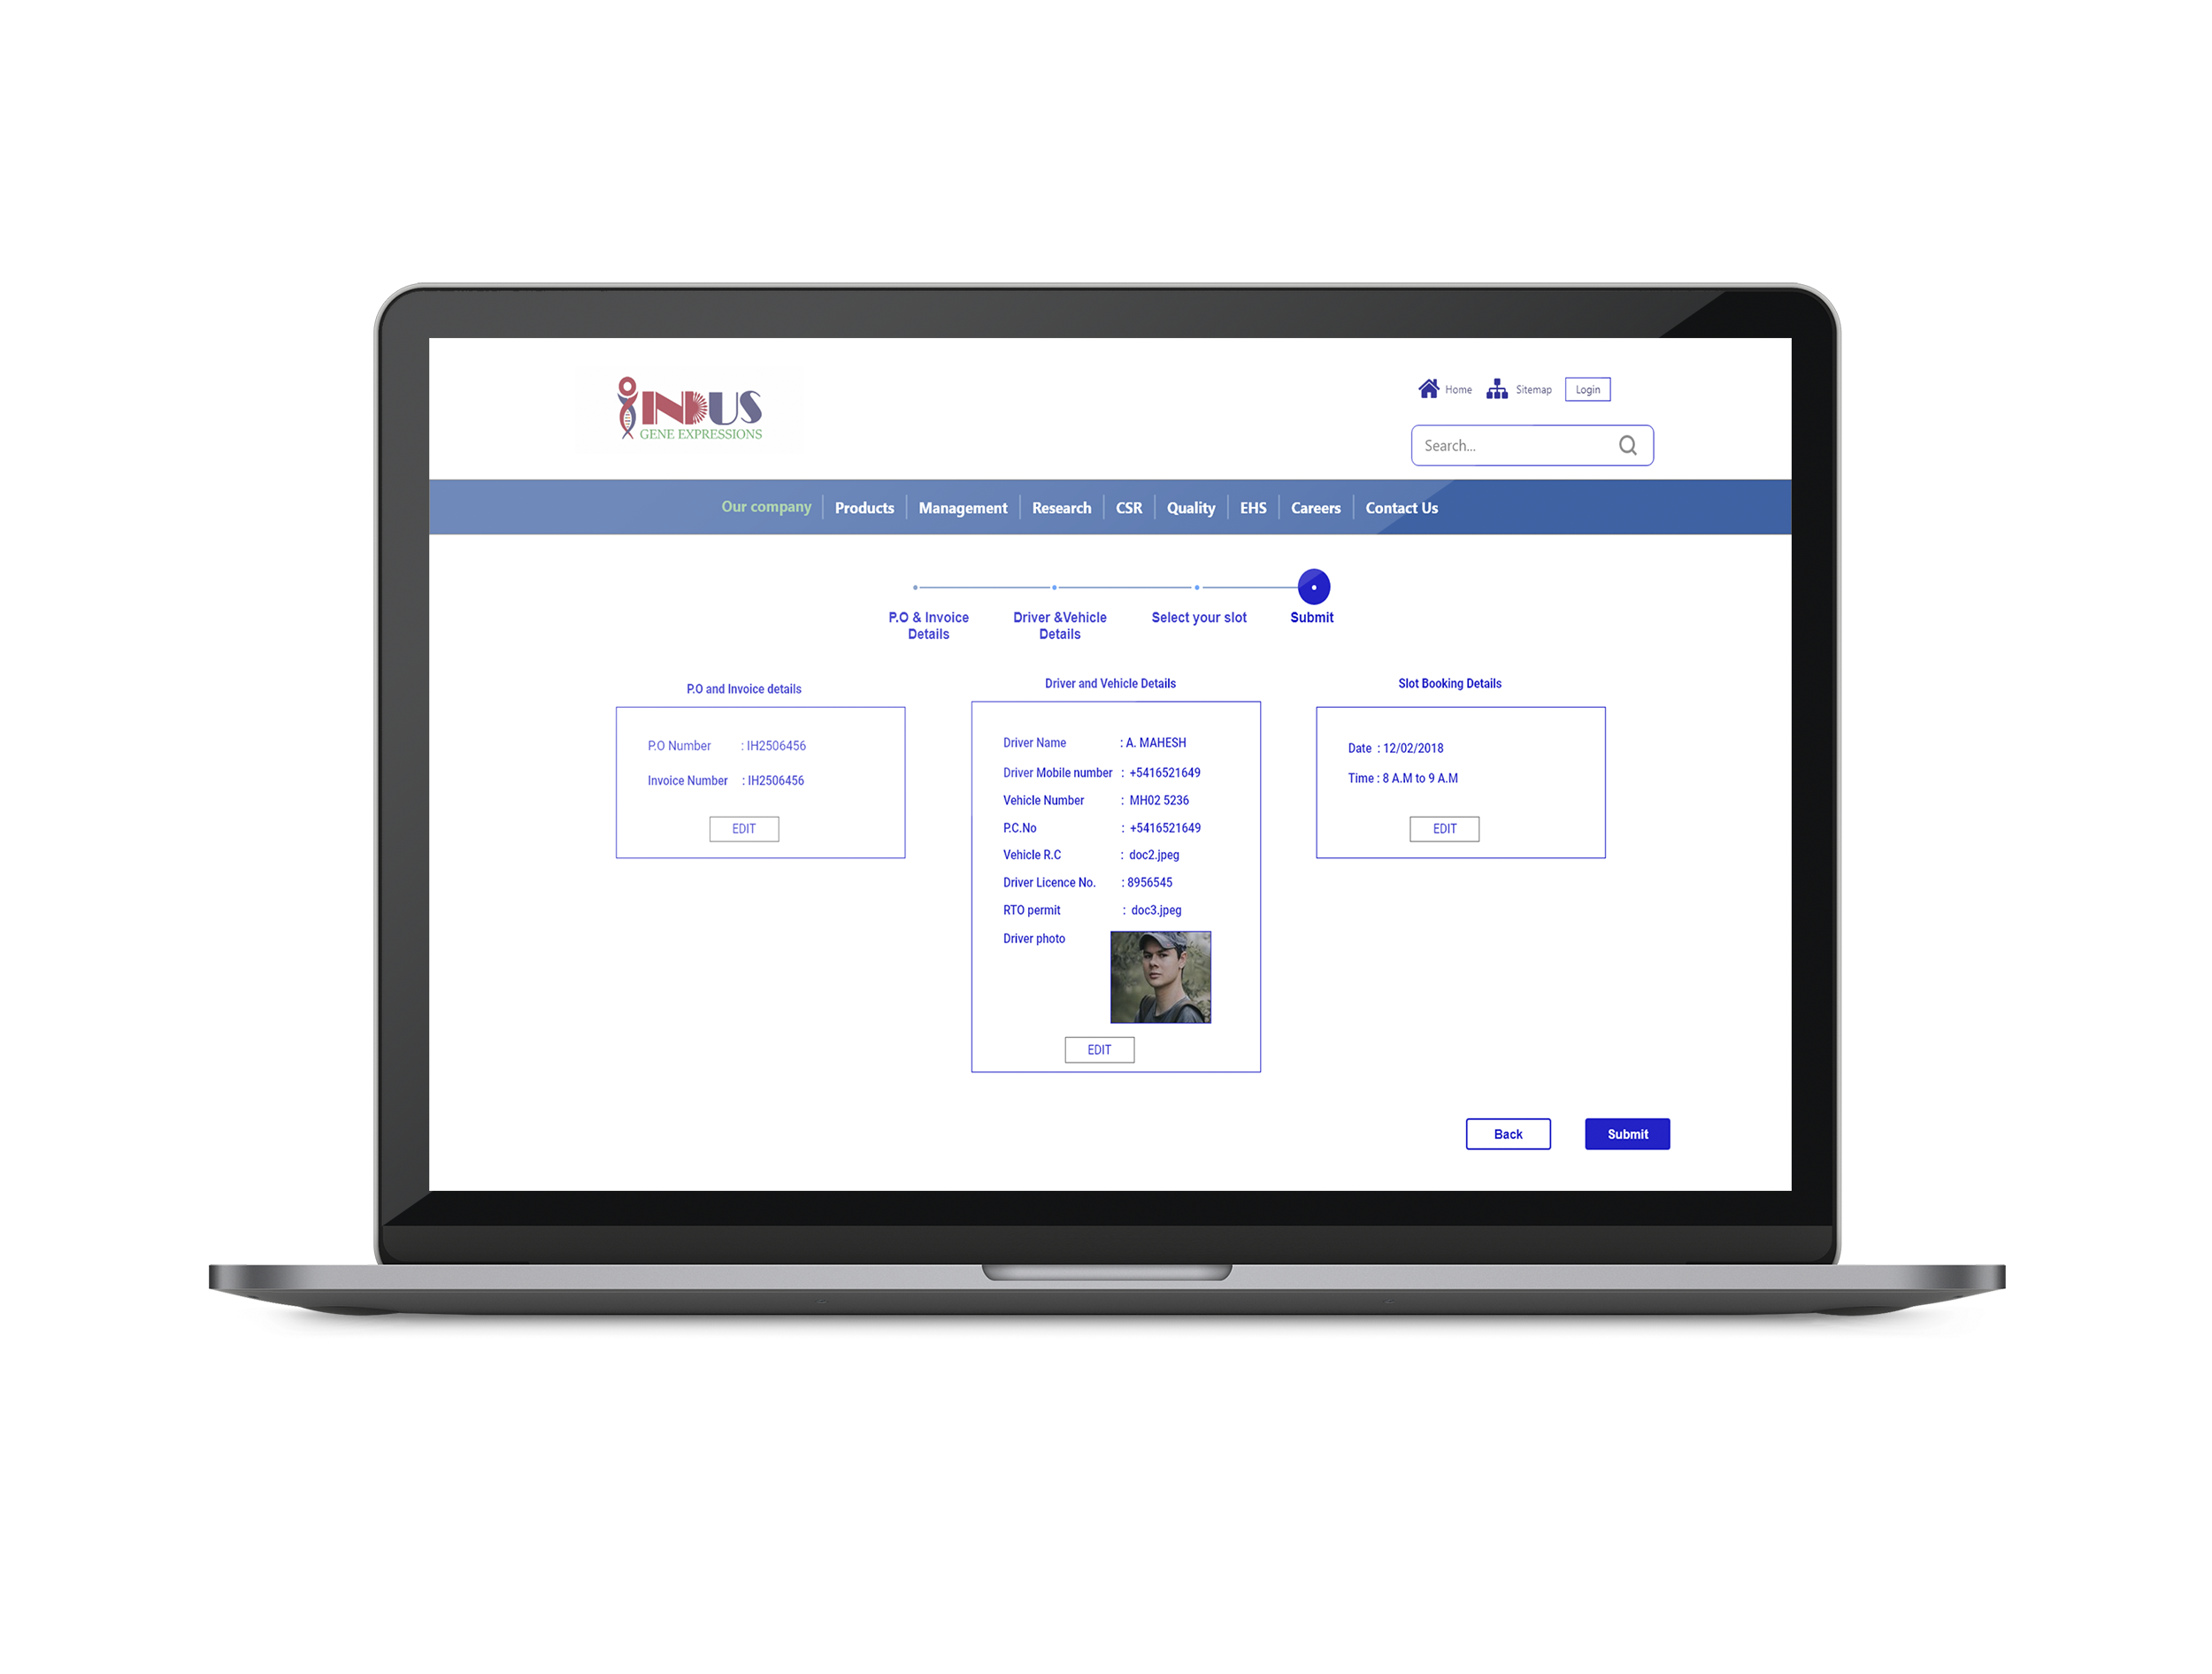 INDUS
GENE EXPRESSIONS
Home
Sitemap
Login
Search...
Our company
Products
Management
Research
CSR
Quality
EHS
Careers
Contact Us
P.O & Invoice
Details
Driver &Vehicle
Details
Select your slot
Submit
P.O and Invoice details
P.O Number : IH2506456
Invoice Number : IH2506456
EDIT
Driver and Vehicle Details
Driver Name : A. MAHESH
Driver Mobile number : +5416521649
Vehicle Number : MH02 5236
P.C.No : +5416521649
Vehicle R.C : doc2.jpeg
Driver Licence No. : 8956545
RTO permit : doc3.jpeg
Driver photo
EDIT
Slot Booking Details
Date : 12/02/2018
Time : 8 A.M to 9 A.M
EDIT
Back
Submit